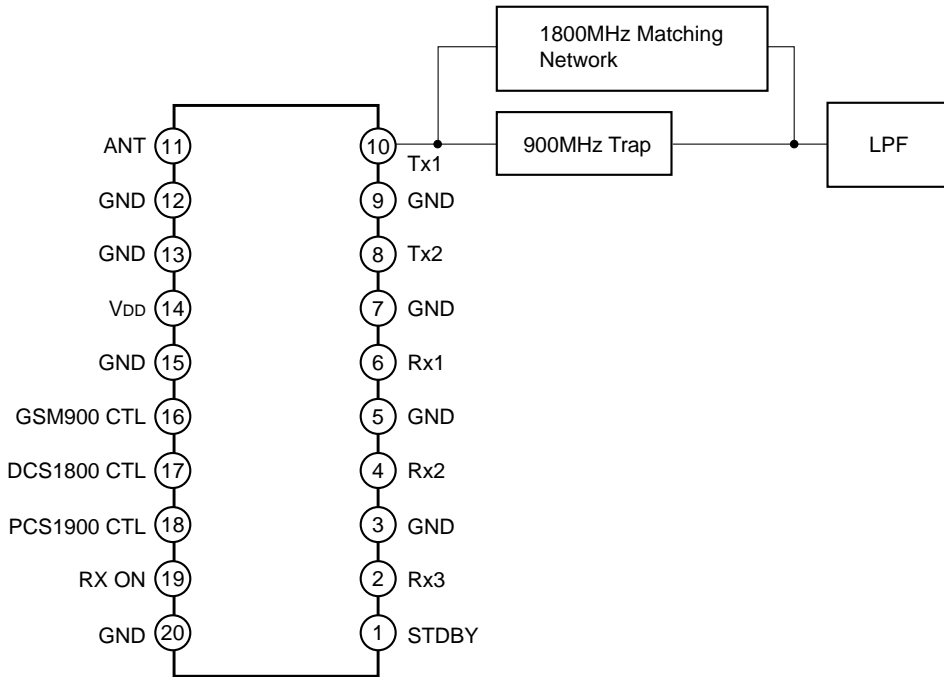 1800MHz Matching
Network
900MHz Trap
LPF
ANT 11 10 Tx1
GND 12 9 GND
GND 13 8 Tx2
VDD 14 7 GND
GND 15 6 Rx1
GSM900 CTL 16 5 GND
DCS1800 CTL 17 4 Rx2
PCS1900 CTL 18 3 GND
RX ON 19 2 Rx3
GND 20 1 STDBY